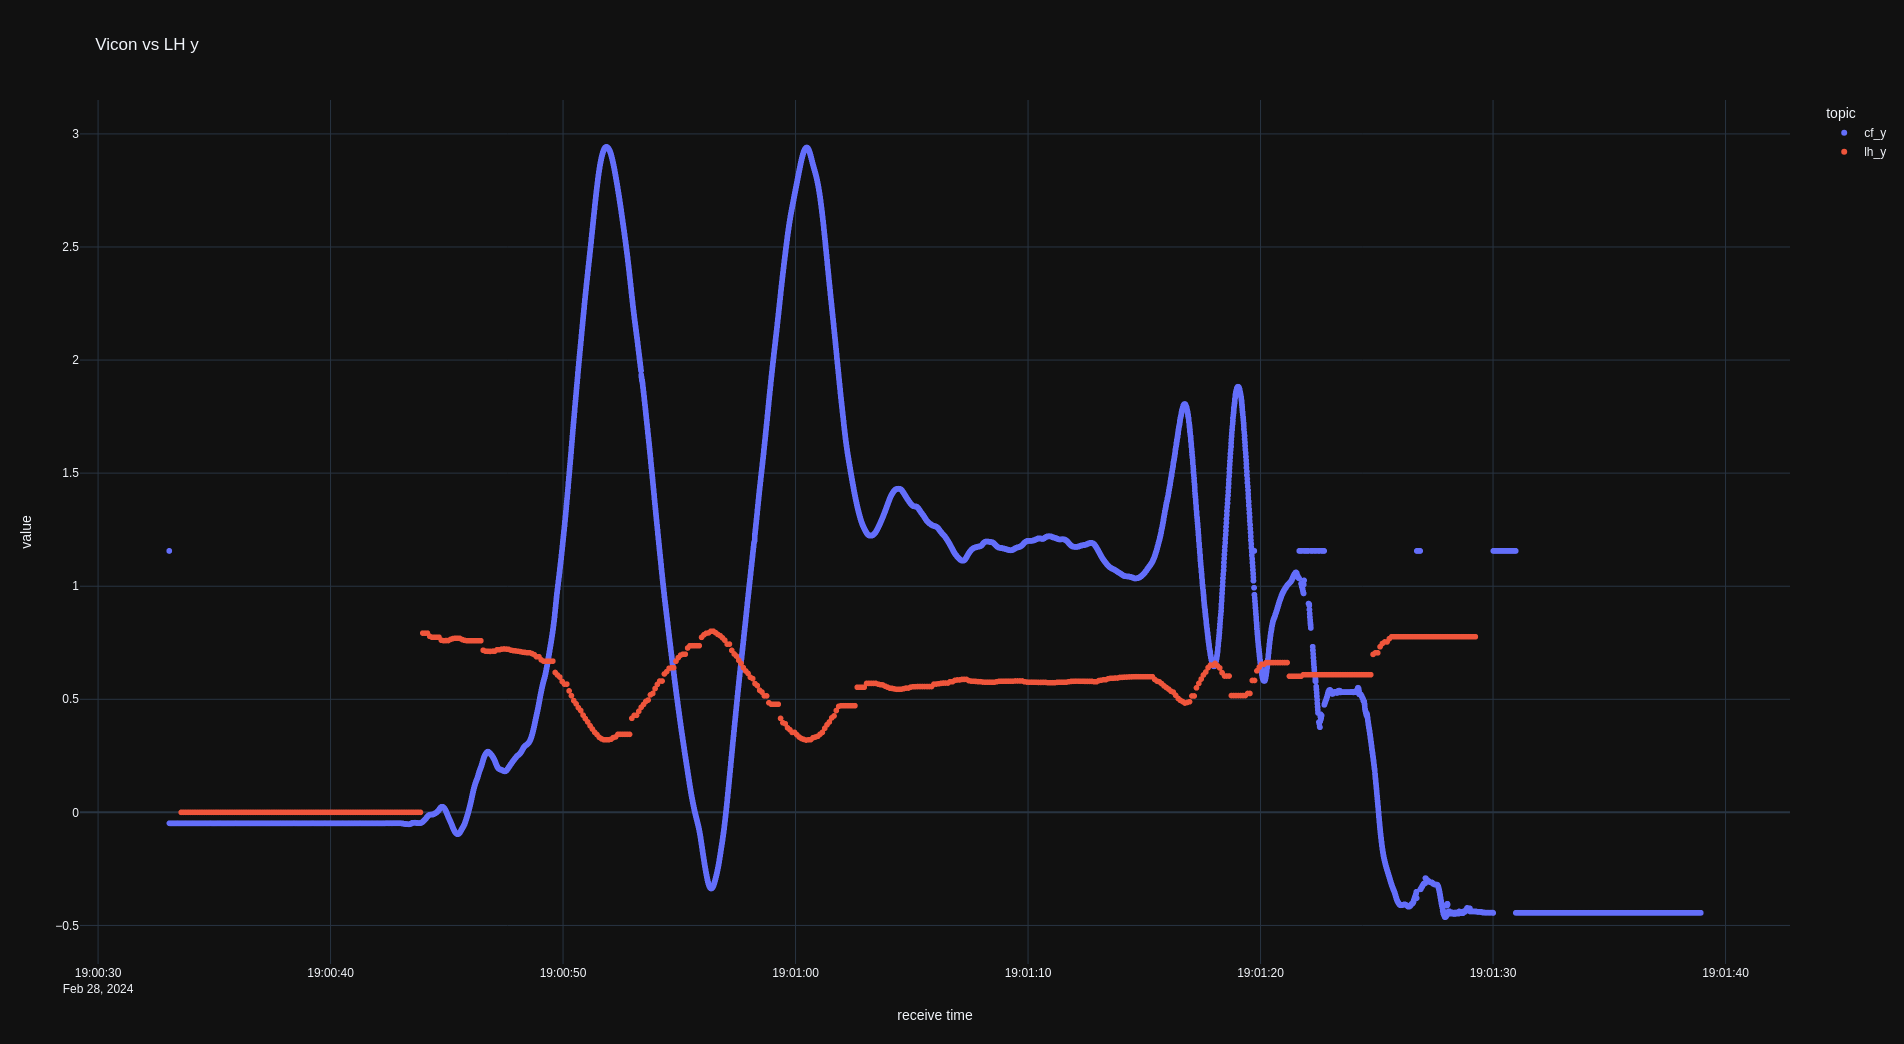 Vicon vs LH y
topic
cf_y
lh_y
value
3
2.5
2
1.5
1
0.5
0
−0.5
19:00:30
Feb 28, 2024
19:00:40
19:00:50
19:01:00
19:01:10
19:01:20
19:01:30
19:01:40
receive time